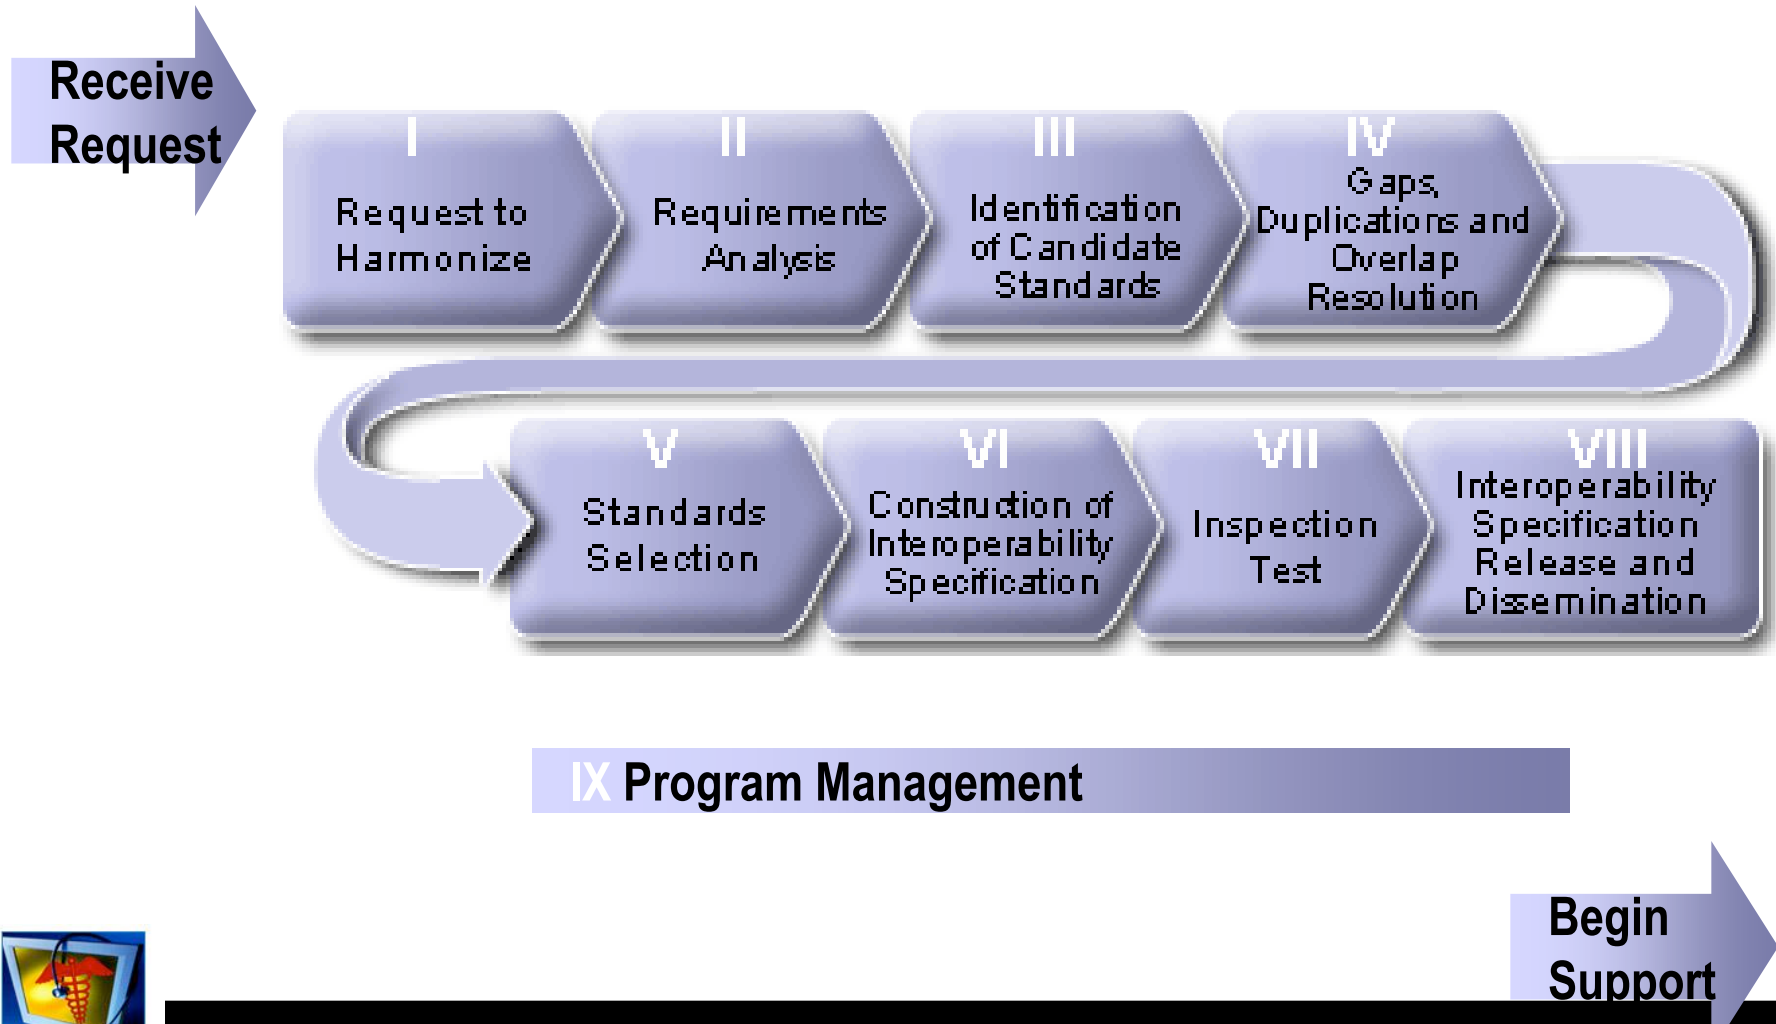 Receive
Request
I
Request to
Harmonize
II
Requirements
Analysis
III
Identification
of Candidate
Standards
IV
Gaps,
Duplications and
Overlap
Resolution
V
Standards
Selection
VI
Construction of
Interoperability
Specification
VII
Inspection
Test
VIII
Interoperability
Specification
Release and
Dissemination
IX Program Management
Begin
Support